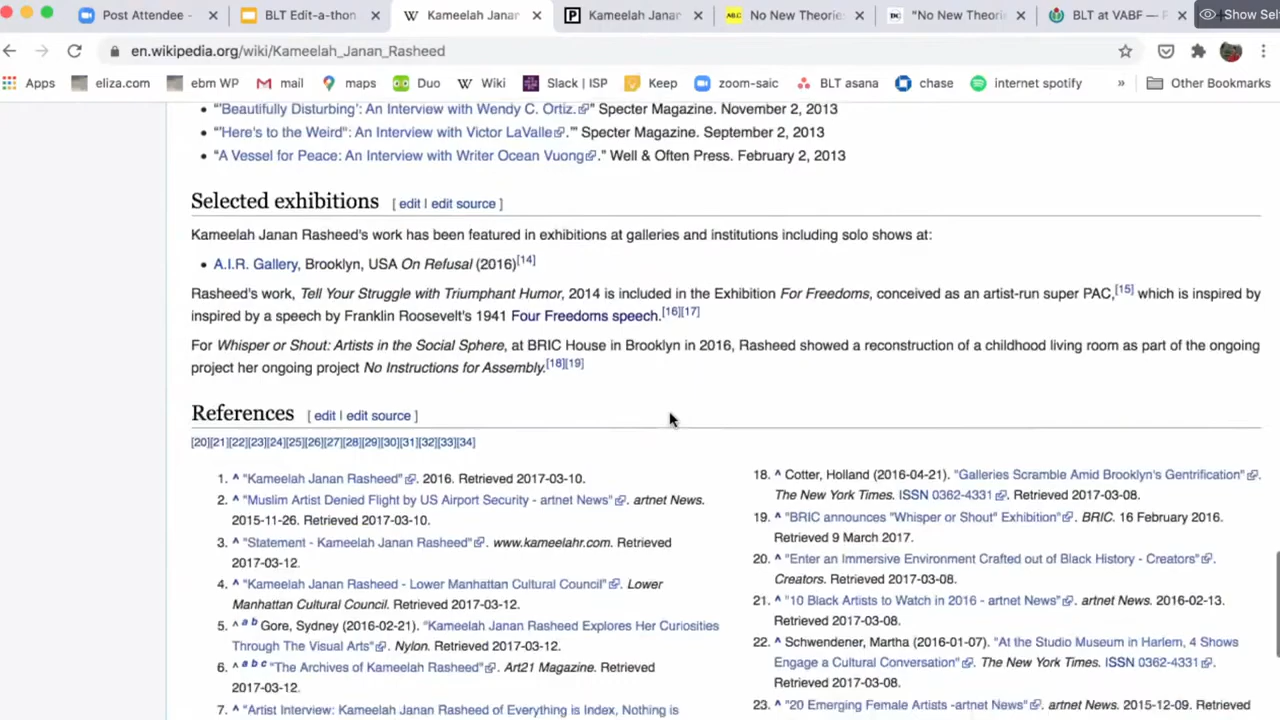 Post Attendee -
BLT Edit-a-thon
Kameelah Janar
Kameelah Janar
No New Theories
"No New Theori
BLT at VABF — P
Show Sel
en.wikipedia.org/wiki/Kameelah_Janan_Rasheed
Apps eliza.com ebm WP mail maps Duo Wiki Slack | ISP Keep zoom-saic BLT asana chase internet spotify » Other Bookmarks
• "'Beautifully Disturbing': An Interview with Wendy C. Ortiz." Specter Magazine. November 2, 2013
• "'Here's to the Weird": An Interview with Victor LaValle.'" Specter Magazine. September 2, 2013
• "A Vessel for Peace: An Interview with Writer Ocean Vuong." Well & Often Press. February 2, 2013
Selected exhibitions [ edit | edit source ]
Kameelah Janan Rasheed's work has been featured in exhibitions at galleries and institutions including solo shows at:
• A.I.R. Gallery, Brooklyn, USA On Refusal (2016)[14]
Rasheed's work, Tell Your Struggle with Triumphant Humor, 2014 is included in the Exhibition For Freedoms, conceived as an artist-run super PAC,[15] which is inspired by
inspired by a speech by Franklin Roosevelt's 1941 Four Freedoms speech.[16][17]
For Whisper or Shout: Artists in the Social Sphere, at BRIC House in Brooklyn in 2016, Rasheed showed a reconstruction of a childhood living room as part of the ongoing
project her ongoing project No Instructions for Assembly.[18][19]
References [ edit | edit source ]
[20][21][22][23][24][25][26][27][28][29][30][31][32][33][34]
1. ^ "Kameelah Janan Rasheed". 2016. Retrieved 2017-03-10.
2. ^ "Muslim Artist Denied Flight by US Airport Security - artnet News". artnet News.
2015-11-26. Retrieved 2017-03-10.
3. ^ "Statement - Kameelah Janan Rasheed". www.kameelahr.com. Retrieved
2017-03-12.
4. ^ "Kameelah Janan Rasheed - Lower Manhattan Cultural Council". Lower
Manhattan Cultural Council. Retrieved 2017-03-12.
5. ^ a b Gore, Sydney (2016-02-21). "Kameelah Janan Rasheed Explores Her Curiosities
Through The Visual Arts". Nylon. Retrieved 2017-03-12.
6. ^ a b c "The Archives of Kameelah Rasheed". Art21 Magazine. Retrieved
2017-03-12.
7. ^ "Artist Interview: Kameelah Janan Rasheed of Everything is Index, Nothing is
18. ^ Cotter, Holland (2016-04-21). "Galleries Scramble Amid Brooklyn's Gentrification".
The New York Times. ISSN 0362-4331. Retrieved 2017-03-08.
19. ^ "BRIC announces "Whisper or Shout" Exhibition". BRIC. 16 February 2016.
Retrieved 9 March 2017.
20. ^ "Enter an Immersive Environment Crafted out of Black History - Creators".
Creators. Retrieved 2017-03-08.
21. ^ "10 Black Artists to Watch in 2016 - artnet News". artnet News. 2016-02-13.
Retrieved 2017-03-08.
22. ^ Schwendener, Martha (2016-01-07). "At the Studio Museum in Harlem, 4 Shows
Engage a Cultural Conversation". The New York Times. ISSN 0362-4331.
Retrieved 2017-03-08.
23. ^ "20 Emerging Female Artists -artnet News". artnet News. 2015-12-09. Retrieved